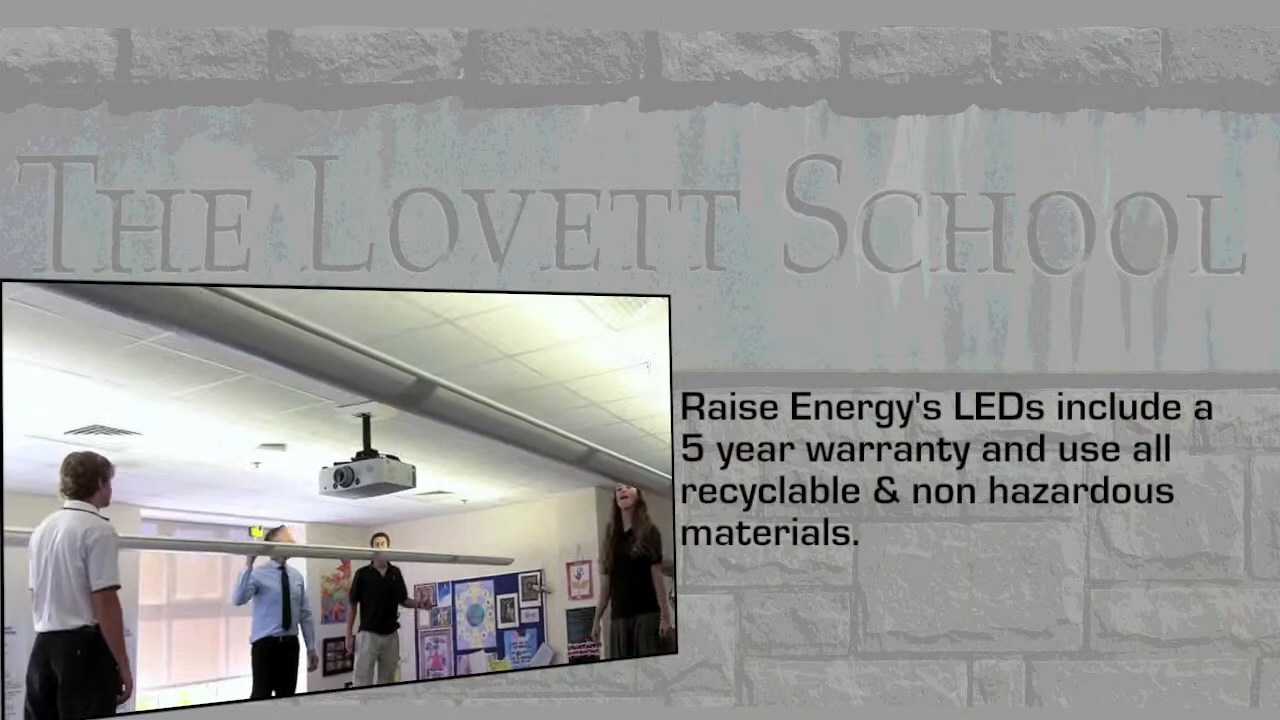 THE LOVETT SCHOOL
Raise Energy's LEDs include a
5 year warranty and use all
recyclable & non hazardous
materials.